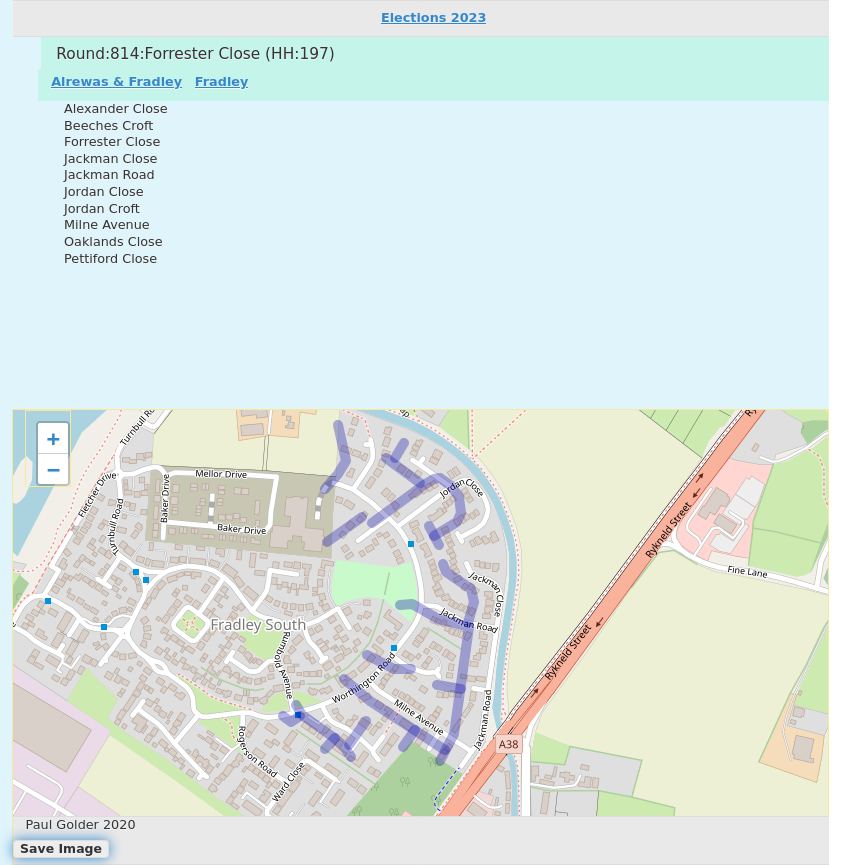 Elections 2023
Round:814:Forrester Close (HH:197)
Alrewas & Fradley Fradley
Alexander Close
Beeches Croft
Forrester Close
Jackman Close
Jackman Road
Jordan Close
Jordan Croft
Milne Avenue
Oaklands Close
Pettiford Close
+
−
Turnbull Ro
Ry
Mellor Drive
Fletcher Drive
Baker Drive
Jordan Close
Turnbull Road
Baker Drive
Rykneld Street
Fine Lane
Jackman Close
Jackman Road
Fradley South
Rumbold Avenue
Rykneld Street
Worthington Road
Milne Avenue
Jackman Road
Rogerson Road
A38
Ward Close
Paul Golder 2020
Save Image